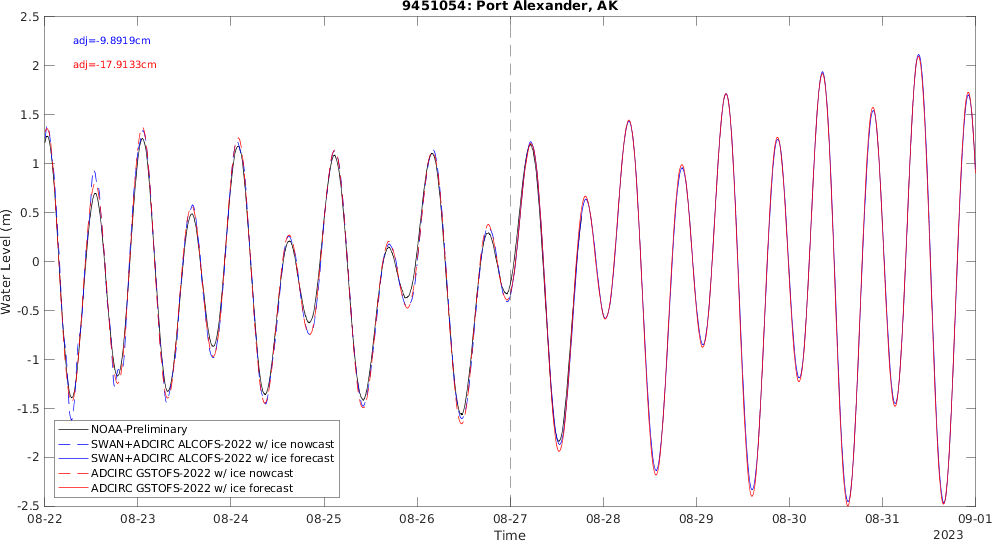 9451054: Port Alexander, AK
adj=-9.8919cm
adj=-17.9133cm
Water Level (m)
2.5
2
1.5
1
0.5
0
-0.5
-1
-1.5
-2
-2.5
NOAA-Preliminary
SWAN+ADCIRC ALCOFS-2022 w/ ice nowcast
SWAN+ADCIRC ALCOFS-2022 w/ ice forecast
ADCIRC GSTOFS-2022 w/ ice nowcast
ADCIRC GSTOFS-2022 w/ ice forecast
08-22 08-23 08-24 08-25 08-26 08-27 08-28 08-29 08-30 08-31 09-01
Time
2023